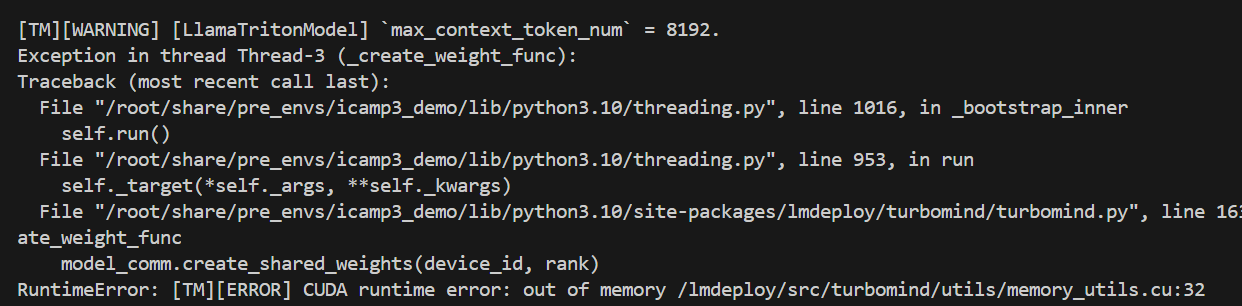 [TM][WARNING] [LlamaTritonModel] `max_context_token_num` = 8192.
Exception in thread Thread-3 (_create_weight_func):
Traceback (most recent call last):
  File "/root/share/pre_envs/icamp3_demo/lib/python3.10/threading.py", line 1016, in _bootstrap_inner
    self.run()
  File "/root/share/pre_envs/icamp3_demo/lib/python3.10/threading.py", line 953, in run
    self._target(*self._args, **self._kwargs)
  File "/root/share/pre_envs/icamp3_demo/lib/python3.10/site-packages/lmdeploy/turbomind/turbomind.py", line 163
ate_weight_func
    model_comm.create_shared_weights(device_id, rank)
RuntimeError: [TM][ERROR] CUDA runtime error: out of memory /lmdeploy/src/turbomind/utils/memory_utils.cu:32